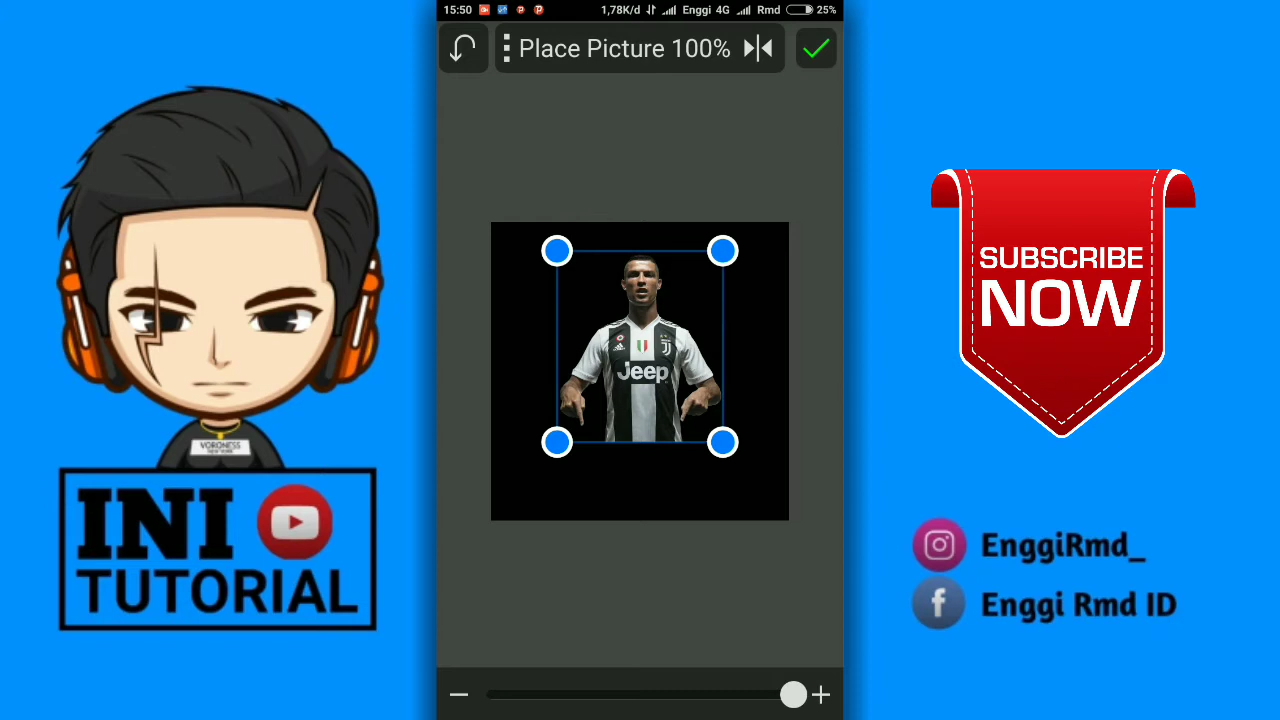 15:50
1,78K/d
Enggi 4G
Rmd
25%
Place Picture 100%
Jeep
VORONESS
INI
TUTORIAL
SUBSCRIBE
NOW
EnggiRmd_
Enggi Rmd ID